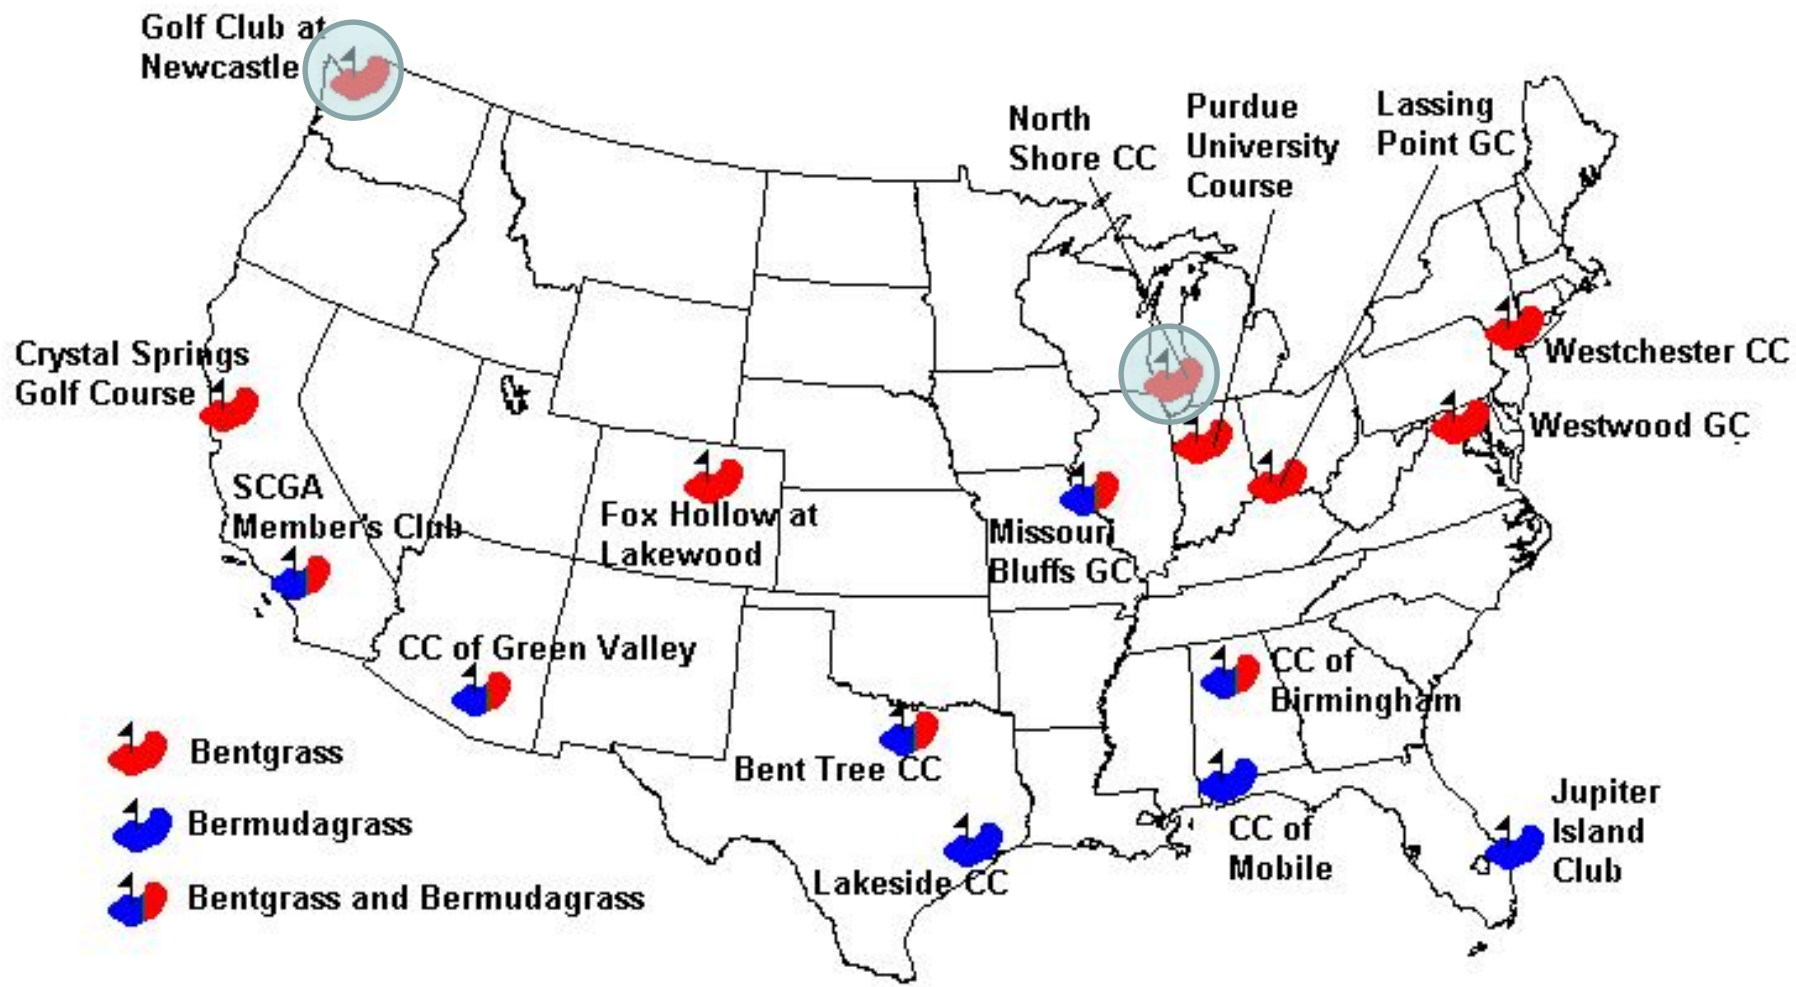 Golf Club at
Newcastle
North
Shore CC
Purdue
University
Course
Lassing
Point GC
Crystal Springs
Golf Course
Westchester CC
Westwood GC
SCGA
Member's Club
Fox Hollow at
Lakewood
Missouri
Bluffs GC
CC of Green Valley
CC of
Birmingham
Bent Tree CC
Bentgrass
Bermudagrass
Bentgrass and Bermudagrass
Lakeside CC
CC of
Mobile
Jupiter
Island
Club